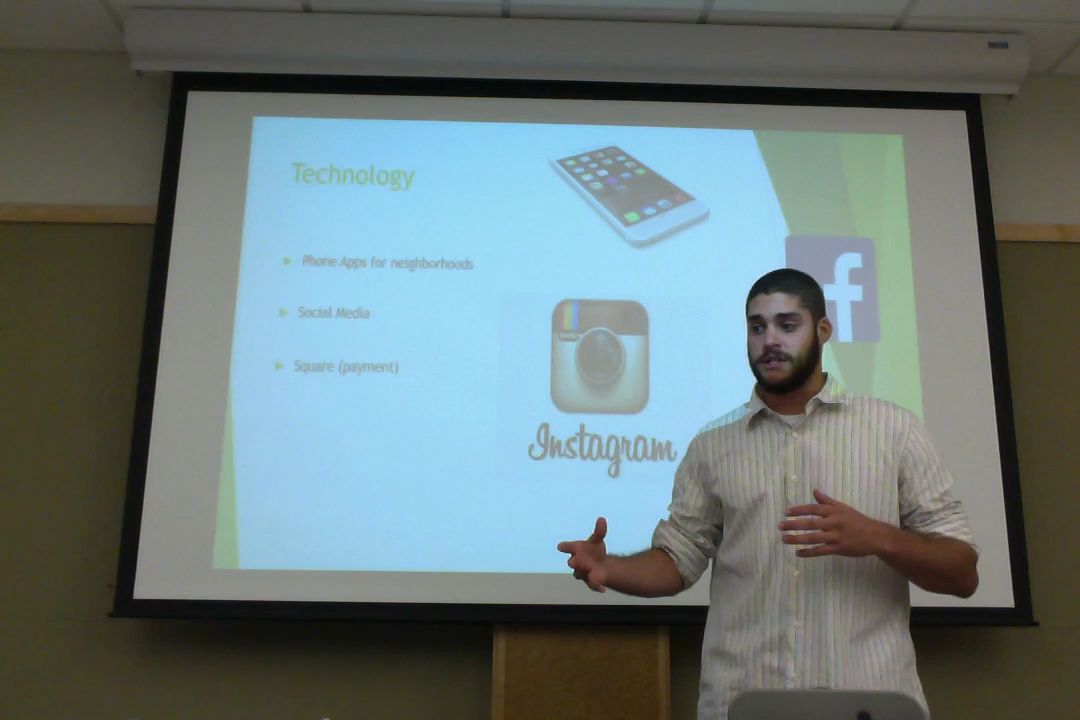 Technology
Phone Apps for neighborhoods
Social Media
Square (payment)
Instagram
f